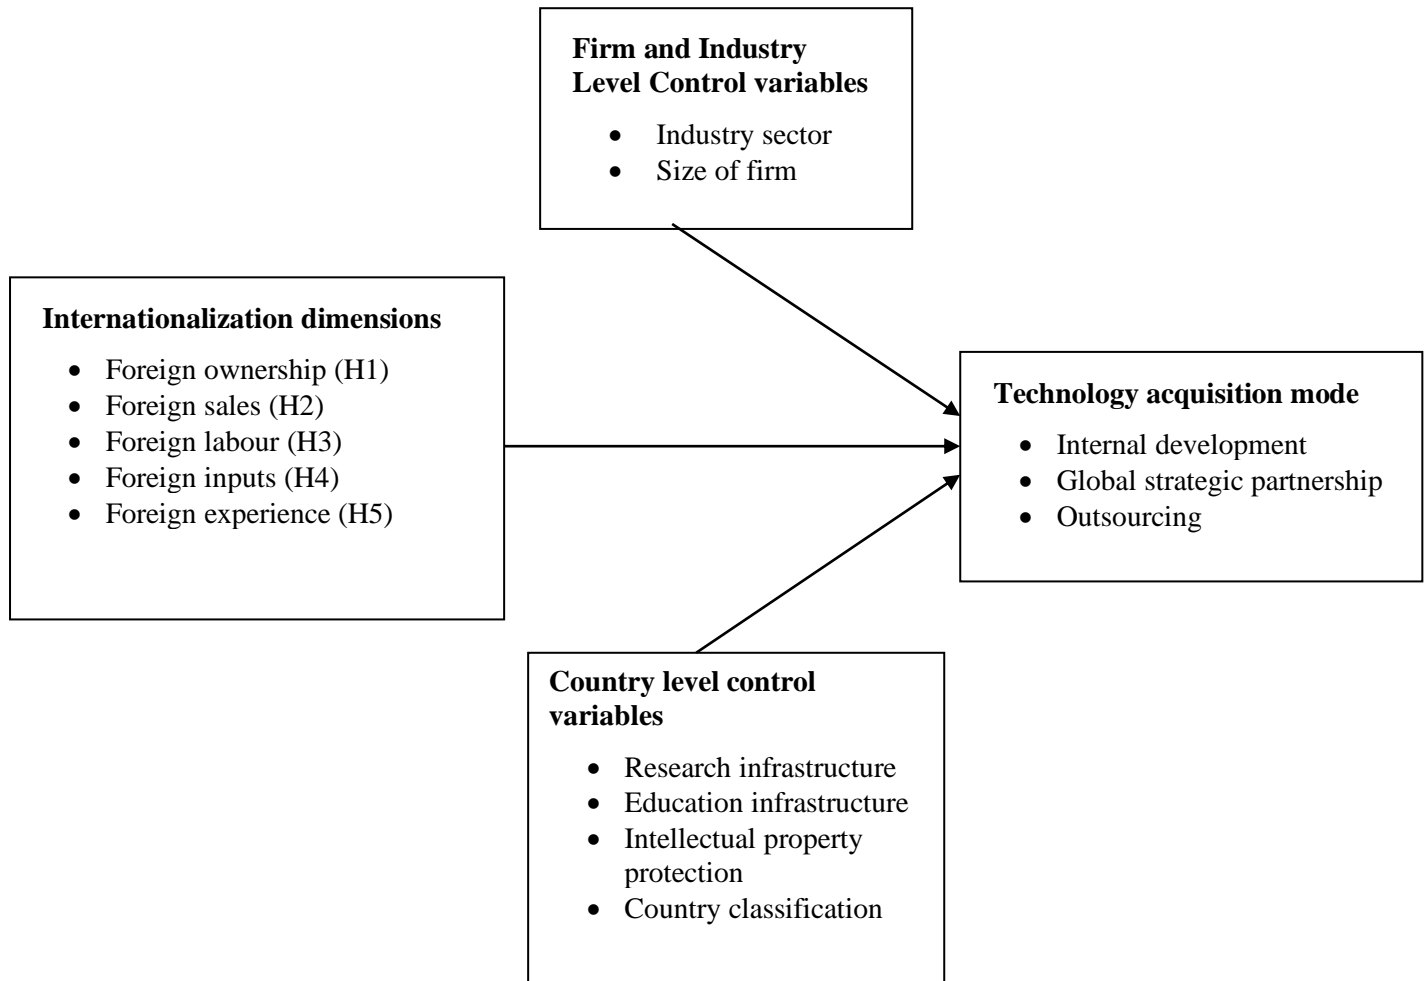 Firm and Industry
Level Control variables
• Industry sector
• Size of firm
Internationalization dimensions
• Foreign ownership (H1)
• Foreign sales (H2)
• Foreign labour (H3)
• Foreign inputs (H4)
• Foreign experience (H5)
Technology acquisition mode
• Internal development
• Global strategic partnership
• Outsourcing
Country level control
variables
• Research infrastructure
• Education infrastructure
• Intellectual property
protection
• Country classification